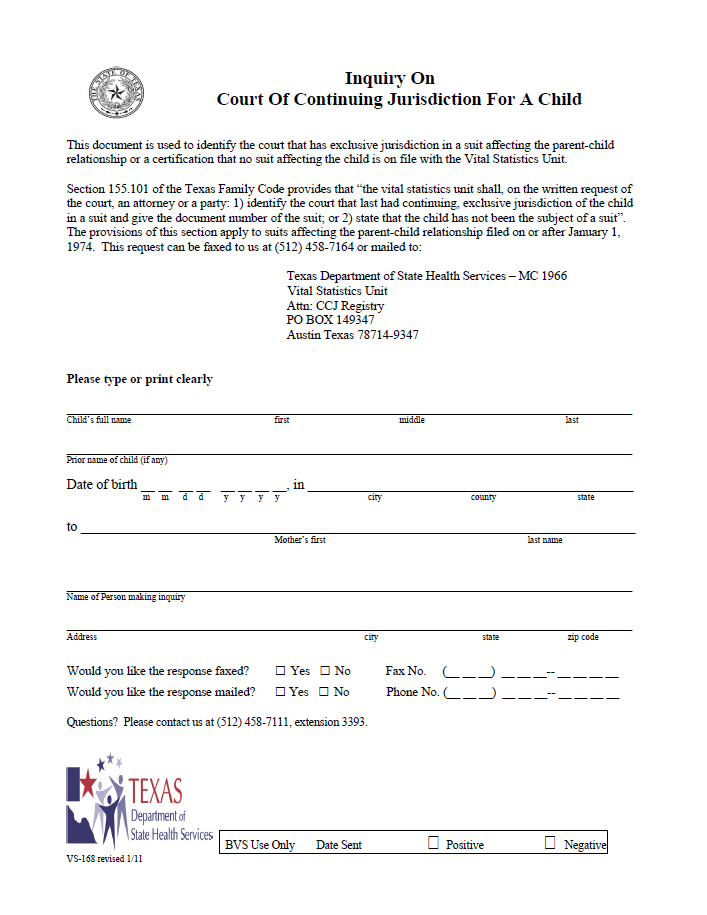 THE STATE OF TEXAS
Inquiry On
Court Of Continuing Jurisdiction For A Child
This document is used to identify the court that has exclusive jurisdiction in a suit affecting the parent-child
relationship or a certification that no suit affecting the child is on file with the Vital Statistics Unit.
Section 155.101 of the Texas Family Code provides that “the vital statistics unit shall, on the written request of
the court, an attorney or a party: 1) identify the court that last had continuing, exclusive jurisdiction of the child
in a suit and give the document number of the suit; or 2) state that the child has not been the subject of a suit”.
The provisions of this section apply to suits affecting the parent-child relationship filed on or after January 1,
1974. This request can be faxed to us at (512) 458-7164 or mailed to:
Texas Department of State Health Services – MC 1966
Vital Statistics Unit
Attn: CCJ Registry
PO BOX 149347
Austin Texas 78714-9347
Please type or print clearly
Child’s full name first middle last
Prior name of child (if any)
Date of birth __ __ __ __ __ __ __ __, in
m m d d y y y y city county state
to
Mother’s first last name
Name of Person making inquiry
Address city state zip code
Would you like the response faxed? ☐ Yes ☐ No Fax No. (__ __ __) __ __ __-- __ __ __ __
Would you like the response mailed? ☐ Yes ☐ No Phone No. (__ __ __) __ __ __-- __ __ __ __
Questions? Please contact us at (512) 458-7111, extension 3393.
TEXAS
Department of
State Health Services
BVS Use Only Date Sent ☐ Positive ☐ Negative
VS-168 revised 1/11